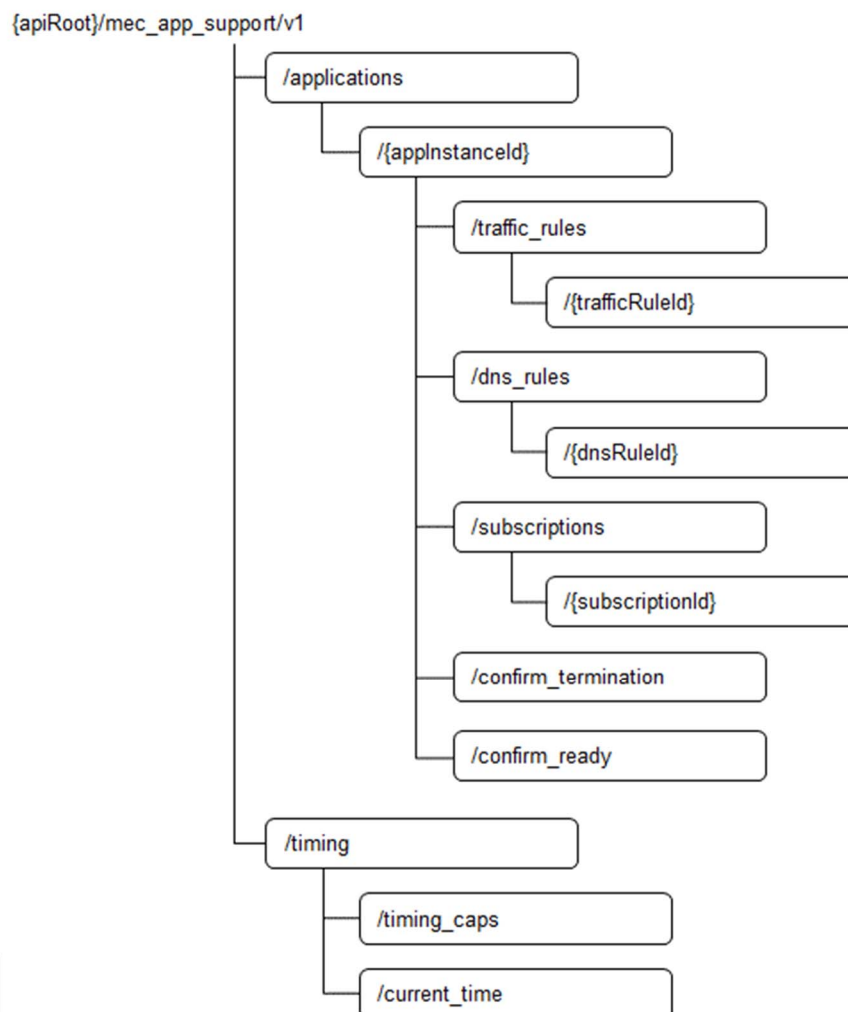 {apiRoot}/mec_app_support/v1
/applications
/{appInstanceId}
/traffic_rules
/{trafficRuleId}
/dns_rules
/{dnsRuleId}
/subscriptions
/{subscriptionId}
/confirm_termination
/confirm_ready
/timing
/timing_caps
/current_time